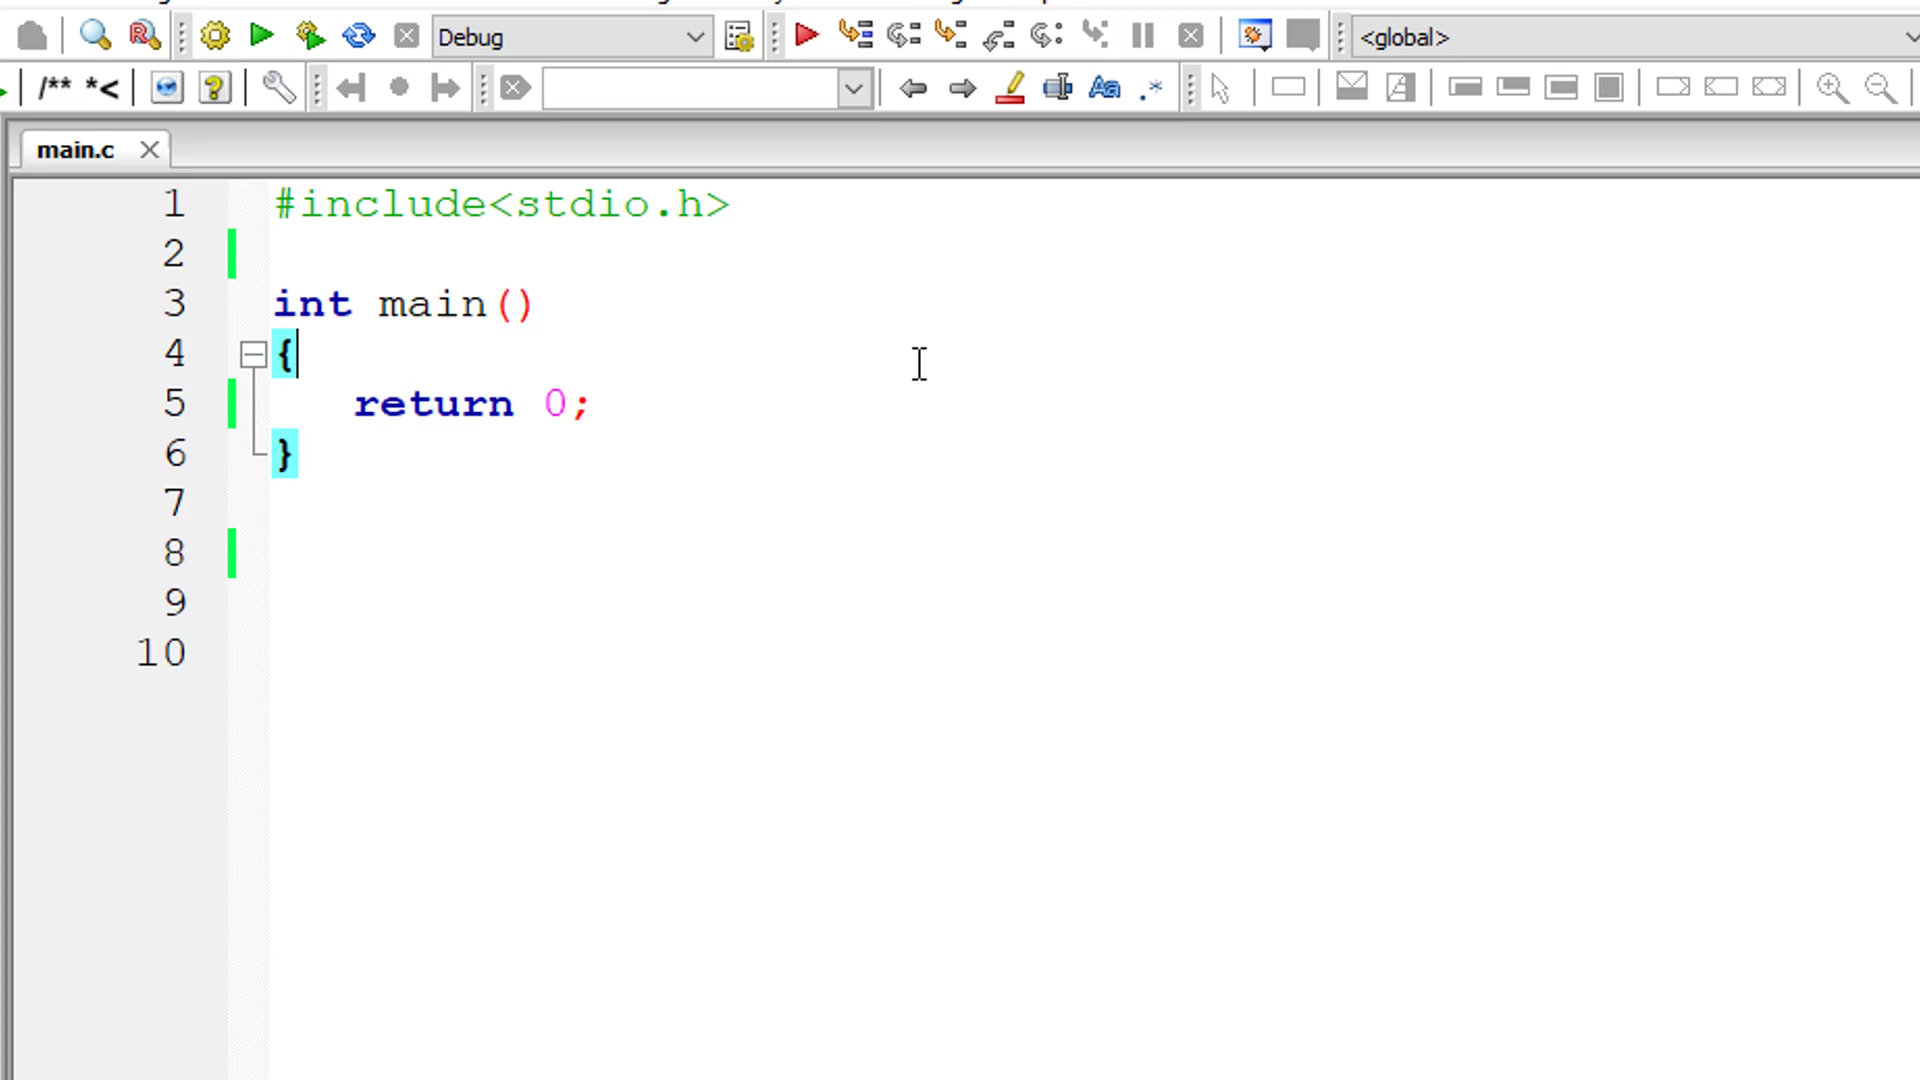 Debug
<global>
/** *<
Aa
.*
main.c
1 #include<stdio.h>
2
3 int main()
4 {
5 return 0;
6 }
7
8
9
10